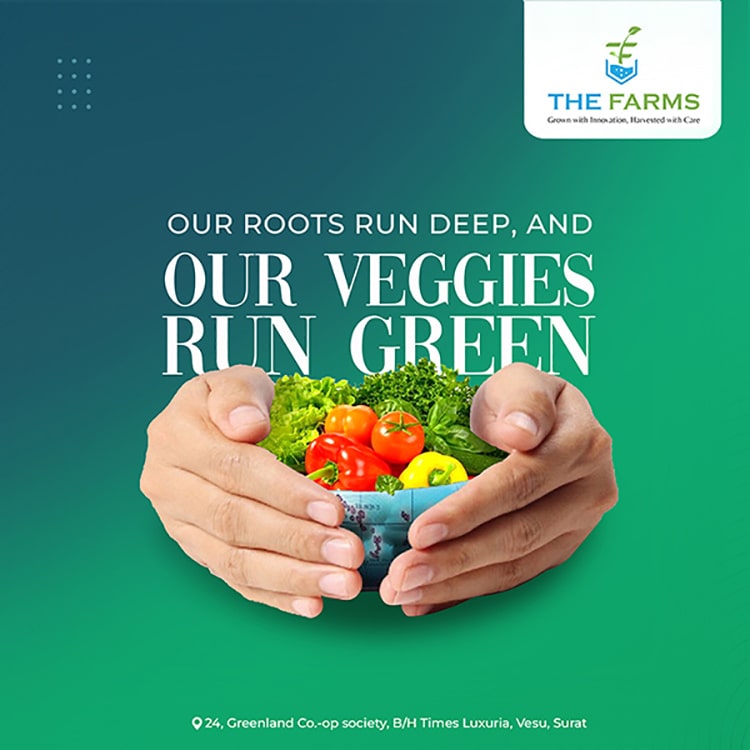 THE FARMS
Grown with Innovation, Harvested with Care
OUR ROOTS RUN DEEP, AND
OUR VEGGIES
RUN GREEN
24, Greenland Co.-op society, B/H Times Luxuria, Vesu, Surat